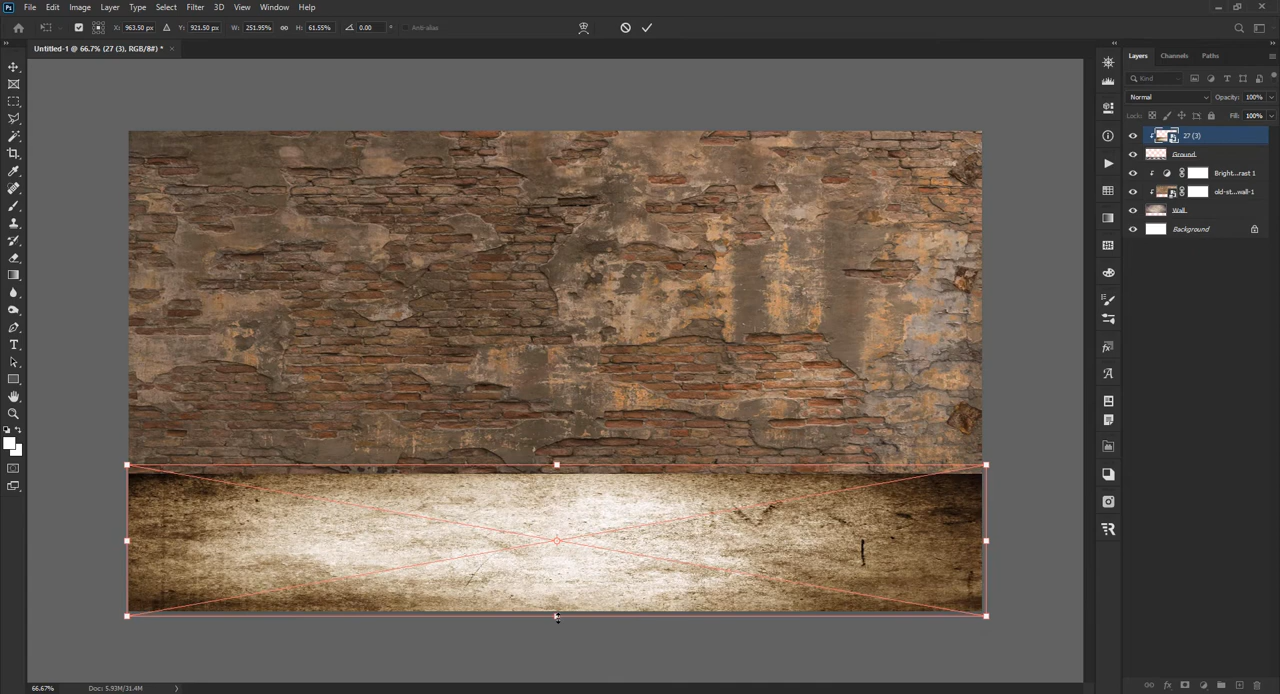 Ps File Edit Image Layer Type Select Filter 3D View Window Help
X: 963.50 px Y: 921.50 px W: 251.95% H: 61.55% 0.00 ° Anti-alias
Untitled-1 @ 66.7% (27 (3), RGB/8#) * ×
Layers Channels Paths
Kind
Normal Opacity: 100%
Lock: Fill: 100%
27 (3)
Ground
Bright...rast 1
old-st...wall-1
Wall
Background
66.67% Doc: 5.93M/31.4M